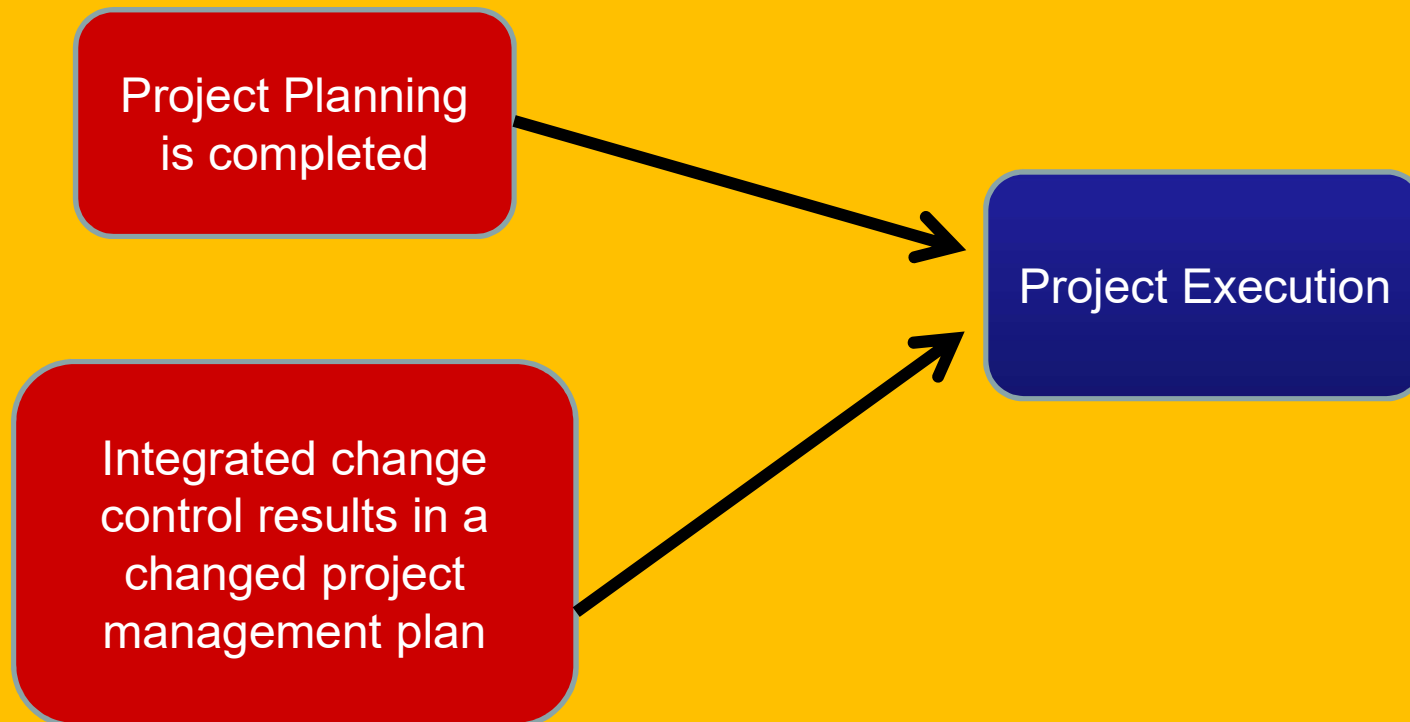 Project Planning
is completed
Project Execution
Integrated change
control results in a
changed project
management plan